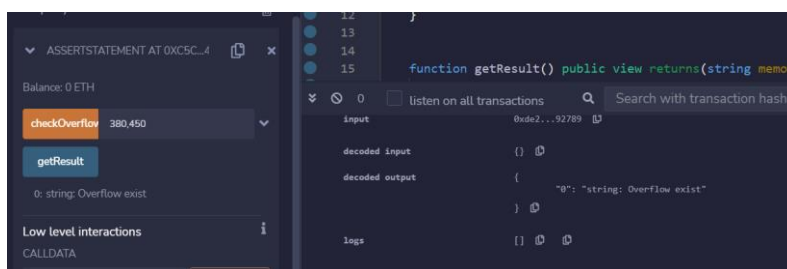 ASSERTSTATEMENT AT 0XC5C...4
Balance: 0 ETH
checkOverflow 380,450
getResult
0: string: Overflow exist
Low level interactions
i
CALLDATA
12 }
13
14
15 function getResult() public view returns(string memo
0 listen on all transactions Search with transaction hash
input 0xde2...92789
decoded input {}
decoded output {
"0": "string: Overflow exist"
}
logs []